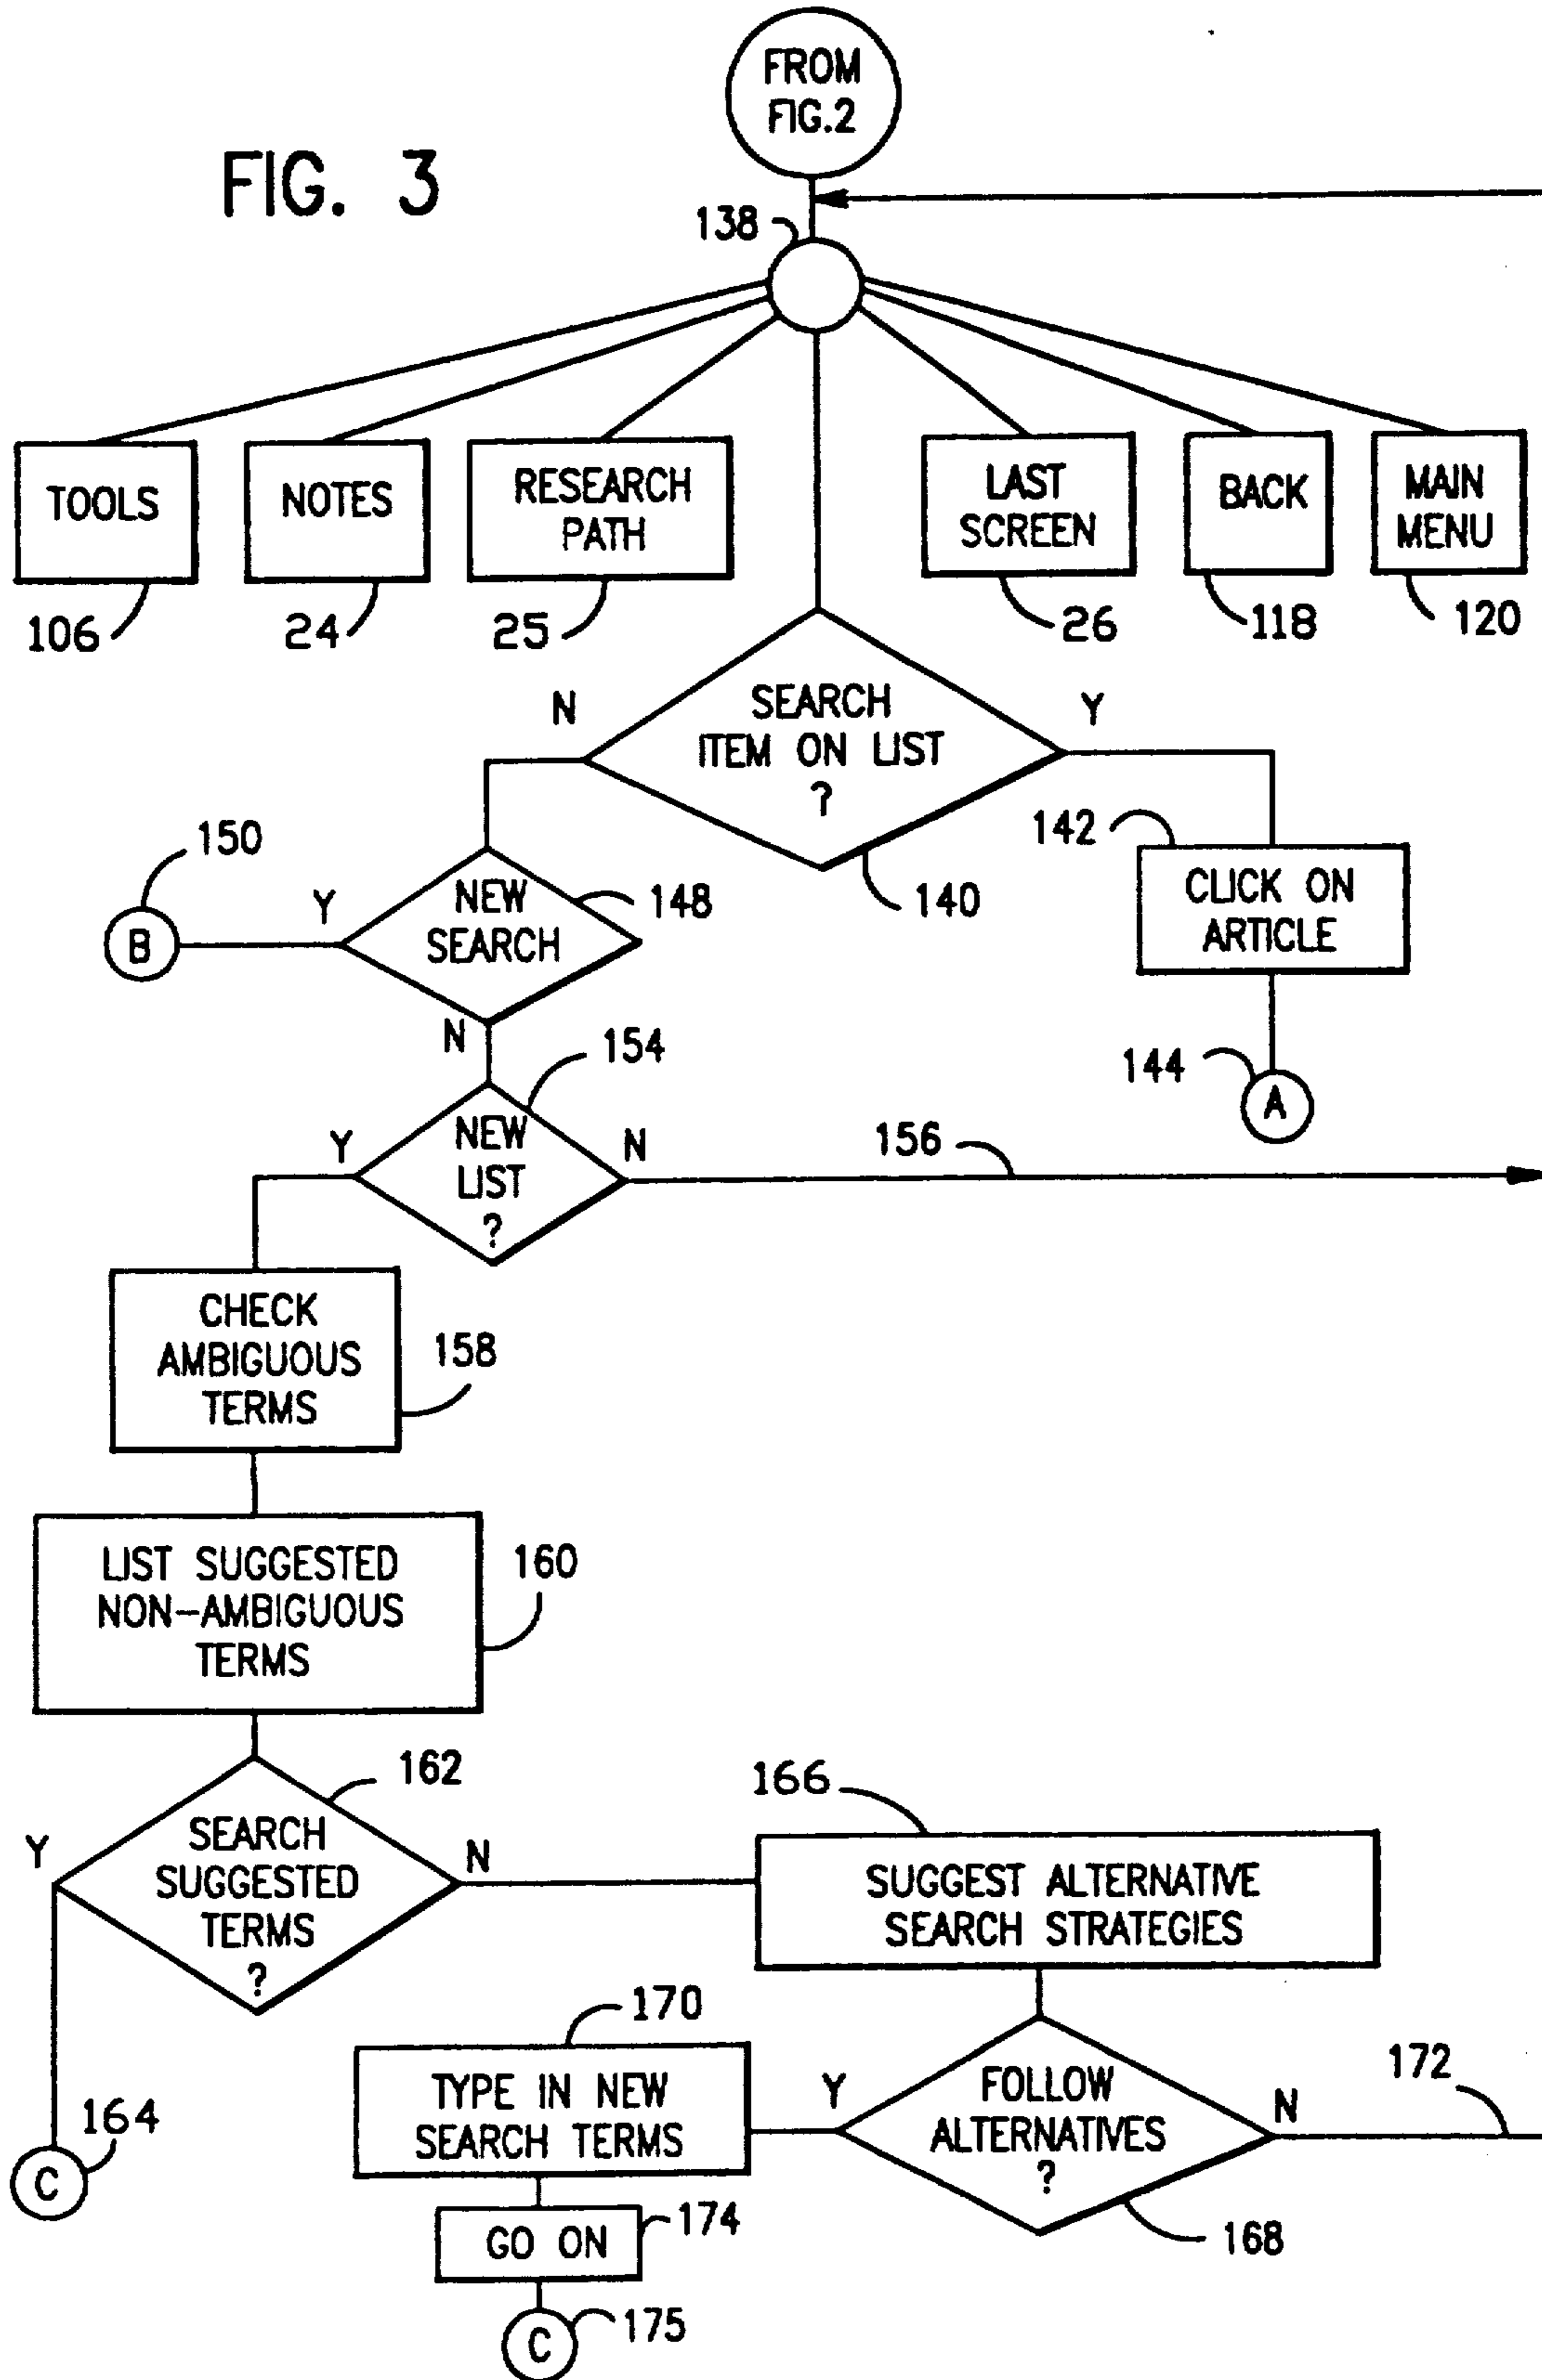 FROM
FIG.2
FIG. 3
138
TOOLS
NOTES
RESEARCH
PATH
LAST
SCREEN
BACK
MAIN
MENU
106
24
25
26
118
120
N
SEARCH
ITEM ON LIST
?
Y
140
142
CLICK ON
ARTICLE
144
A
150
B
Y
NEW
SEARCH
148
N
154
Y
NEW
LIST
?
N
156
CHECK
AMBIGUOUS
TERMS
158
LIST SUGGESTED
NON-AMBIGUOUS
TERMS
160
162
Y
SEARCH
SUGGESTED
TERMS
?
N
166
SUGGEST ALTERNATIVE
SEARCH STRATEGIES
164
C
170
TYPE IN NEW
SEARCH TERMS
Y
FOLLOW
ALTERNATIVES
?
N
172
168
GO ON
174
C
175